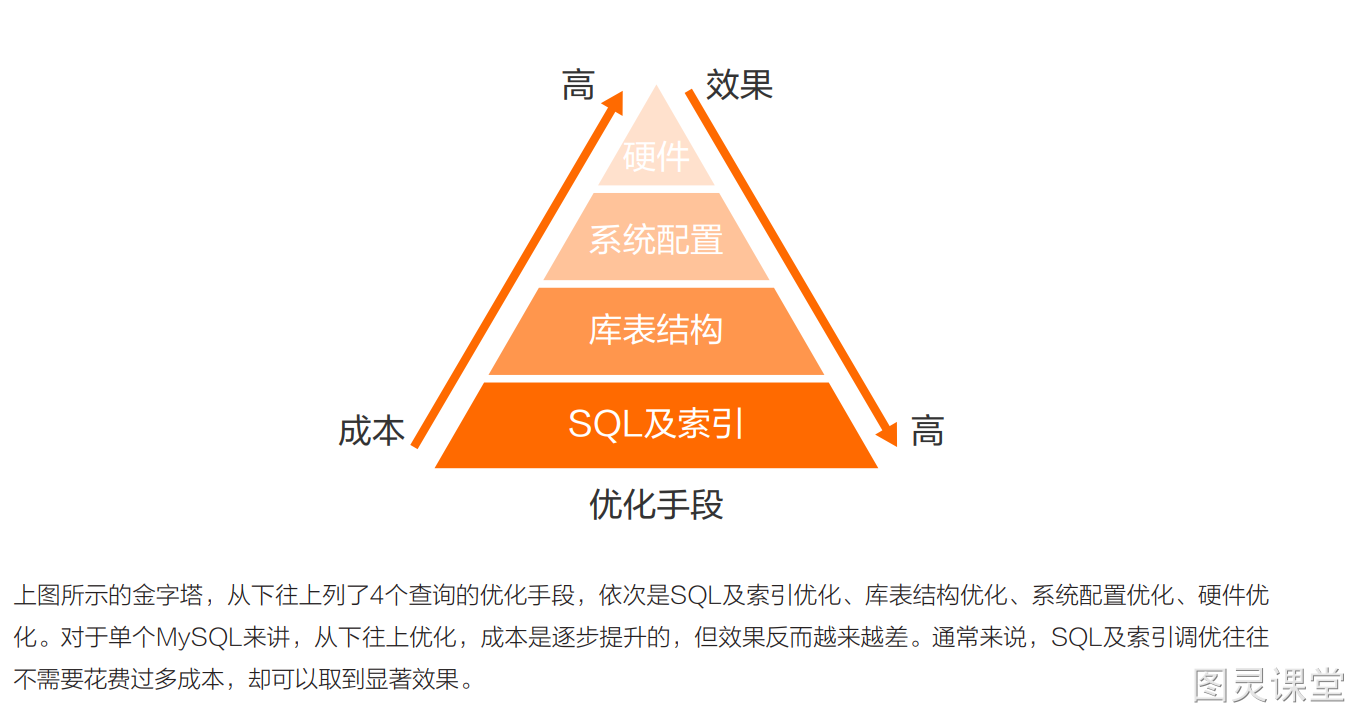 高
效果
硬件
系统配置
库表结构
成本
SQL及索引
高
优化手段
上图所示的金字塔，从下往上列了4个查询的优化手段，依次是SQL及索引优化、库表结构优化、系统配置优化、硬件优
化。对于单个MySQL来讲，从下往上优化，成本是逐步提升的，但效果反而越来越差。通常来说，SQL及索引调优往往
不需要花费过多成本，却可以取到显著效果。
图灵课堂